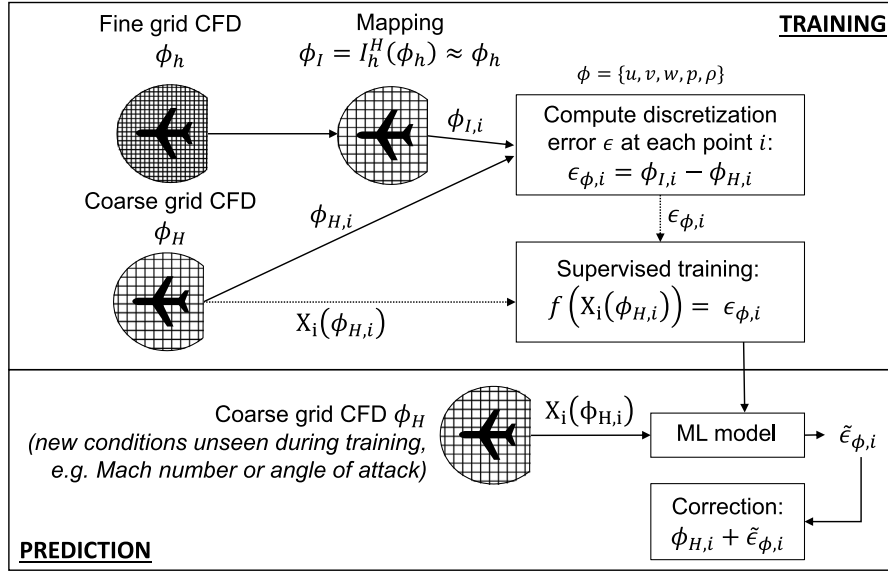 TRAINING
Fine grid CFD
ϕ_h
Mapping
ϕ_I = I_h^H(ϕ_h) ≈ ϕ_h
ϕ = {u, v, w, p, ρ}
ϕ_{I,i}
Compute discretization
error ϵ at each point i:
ϵ_{ϕ,i} = ϕ_{I,i} − ϕ_{H,i}
Coarse grid CFD
ϕ_H
ϕ_{H,i}
ϵ_{ϕ,i}
Supervised training:
f(X_i(ϕ_{H,i})) = ϵ_{ϕ,i}
X_i(ϕ_{H,i})
Coarse grid CFD ϕ_H
(new conditions unseen during training,
e.g. Mach number or angle of attack)
X_i(ϕ_{H,i})
ML model
ϵ̃_{ϕ,i}
Correction:
ϕ_{H,i} + ϵ̃_{ϕ,i}
PREDICTION